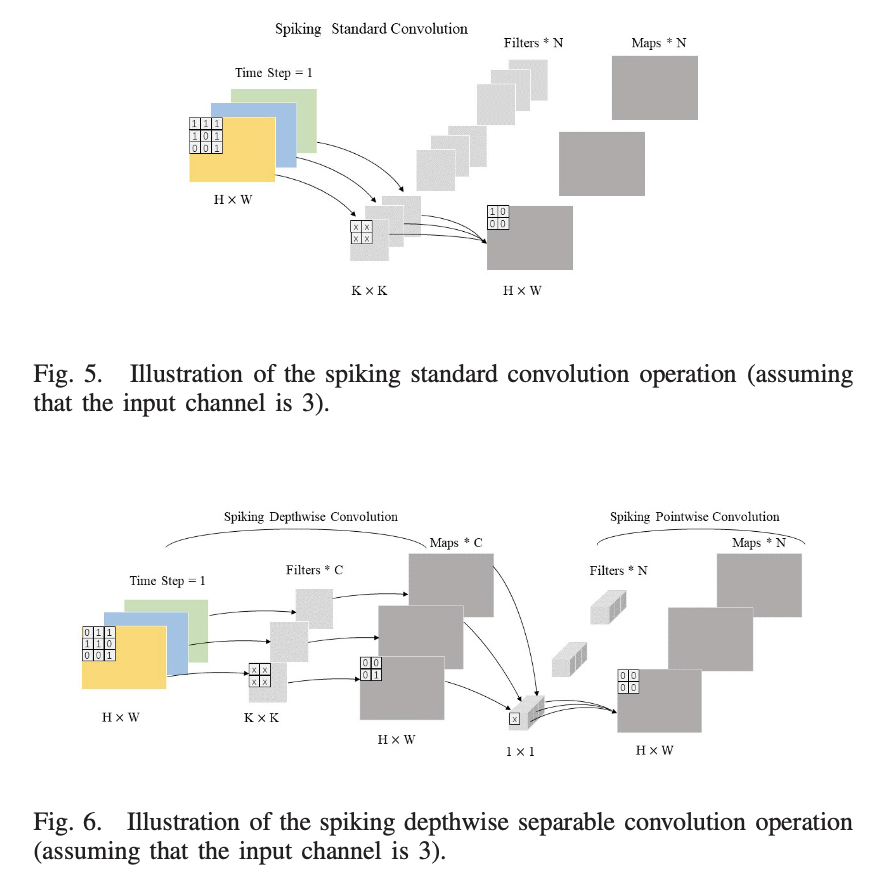 Spiking Standard Convolution
Filters * N
Maps * N
Time Step = 1
1 1 1
1 0 1
0 0 1
H × W
x x
x x
1 0
0 0
K × K
H × W
Fig. 5. Illustration of the spiking standard convolution operation (assuming
that the input channel is 3).
Spiking Depthwise Convolution
Spiking Pointwise Convolution
Maps * C
Maps * N
Filters * C
Filters * N
Time Step = 1
0 1 1
1 1 0
0 0 1
x x
x x
0 0
0 1
x
0 0
0 0
H × W
K × K
H × W
1 × 1
H × W
Fig. 6. Illustration of the spiking depthwise separable convolution operation
(assuming that the input channel is 3).